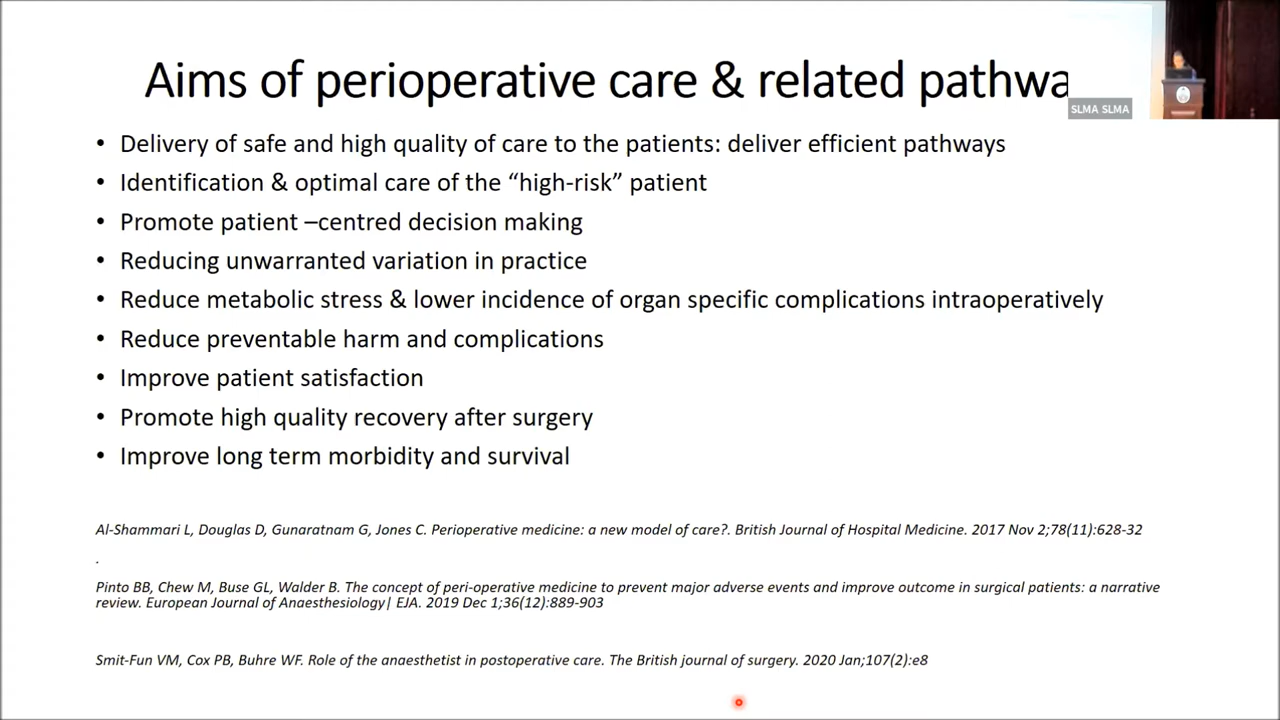 Aims of perioperative care & related pathwa
SLMA SLMA
• Delivery of safe and high quality of care to the patients: deliver efficient pathways
• Identification & optimal care of the “high-risk” patient
• Promote patient –centred decision making
• Reducing unwarranted variation in practice
• Reduce metabolic stress & lower incidence of organ specific complications intraoperatively
• Reduce preventable harm and complications
• Improve patient satisfaction
• Promote high quality recovery after surgery
• Improve long term morbidity and survival
Al-Shammari L, Douglas D, Gunaratnam G, Jones C. Perioperative medicine: a new model of care?. British Journal of Hospital Medicine. 2017 Nov 2;78(11):628-32
.
Pinto BB, Chew M, Buse GL, Walder B. The concept of peri-operative medicine to prevent major adverse events and improve outcome in surgical patients: a narrative
review. European Journal of Anaesthesiology| EJA. 2019 Dec 1;36(12):889-903
Smit-Fun VM, Cox PB, Buhre WF. Role of the anaesthetist in postoperative care. The British journal of surgery. 2020 Jan;107(2):e8